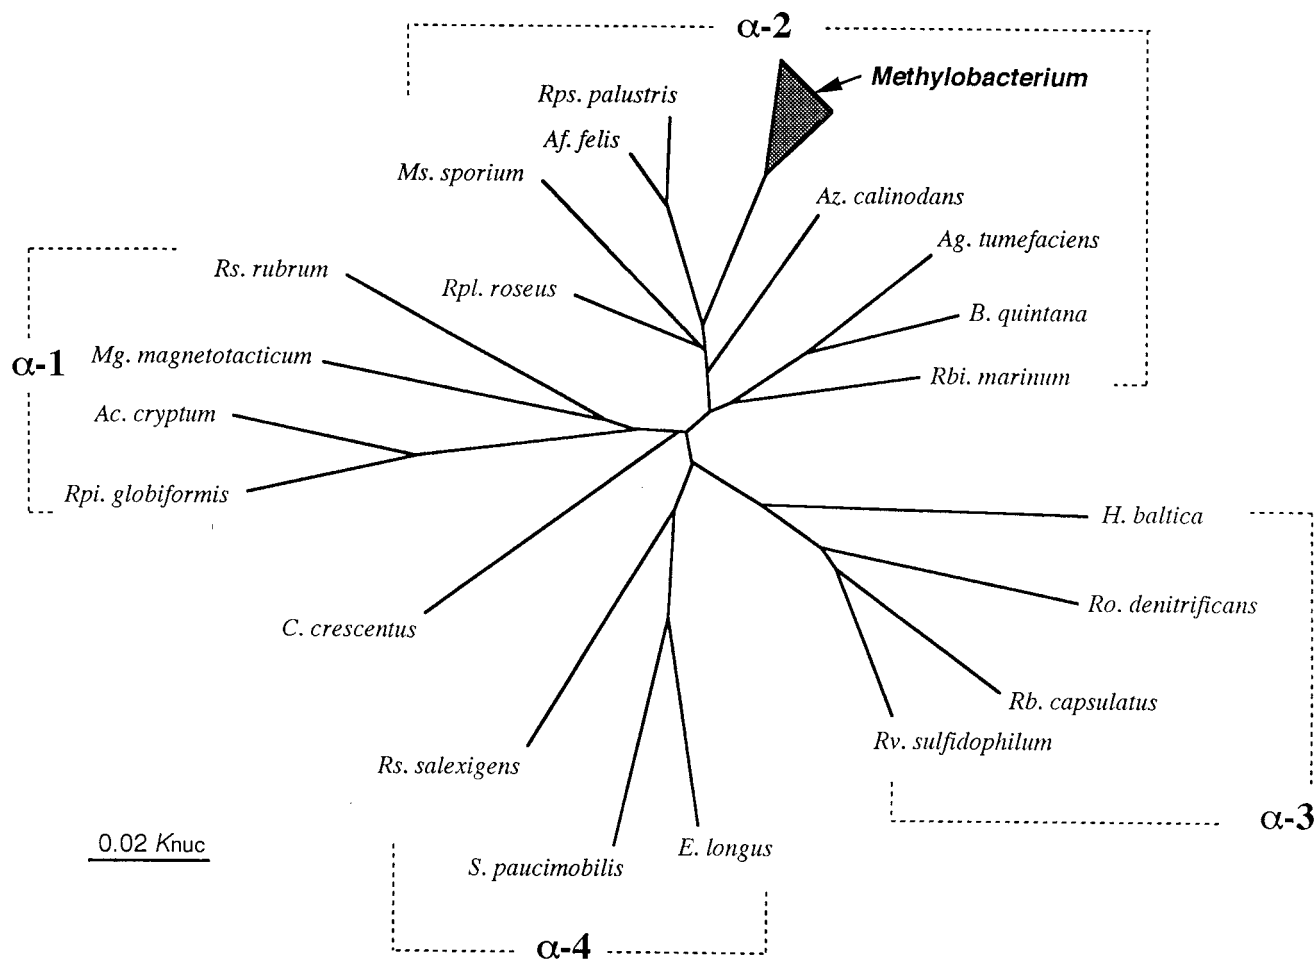 α-2
Methylobacterium
Rps. palustris
Af. felis
Ms. sporium
Az. calinodans
Ag. tumefaciens
Rs. rubrum
Rpl. roseus
B. quintana
α-1
Mg. magnetotacticum
Rbi. marinum
Ac. cryptum
Rpi. globiformis
H. baltica
Ro. denitrificans
C. crescentus
Rb. capsulatus
Rv. sulfidophilum
Rs. salexigens
α-3
0.02 Knuc
E. longus
S. paucimobilis
α-4